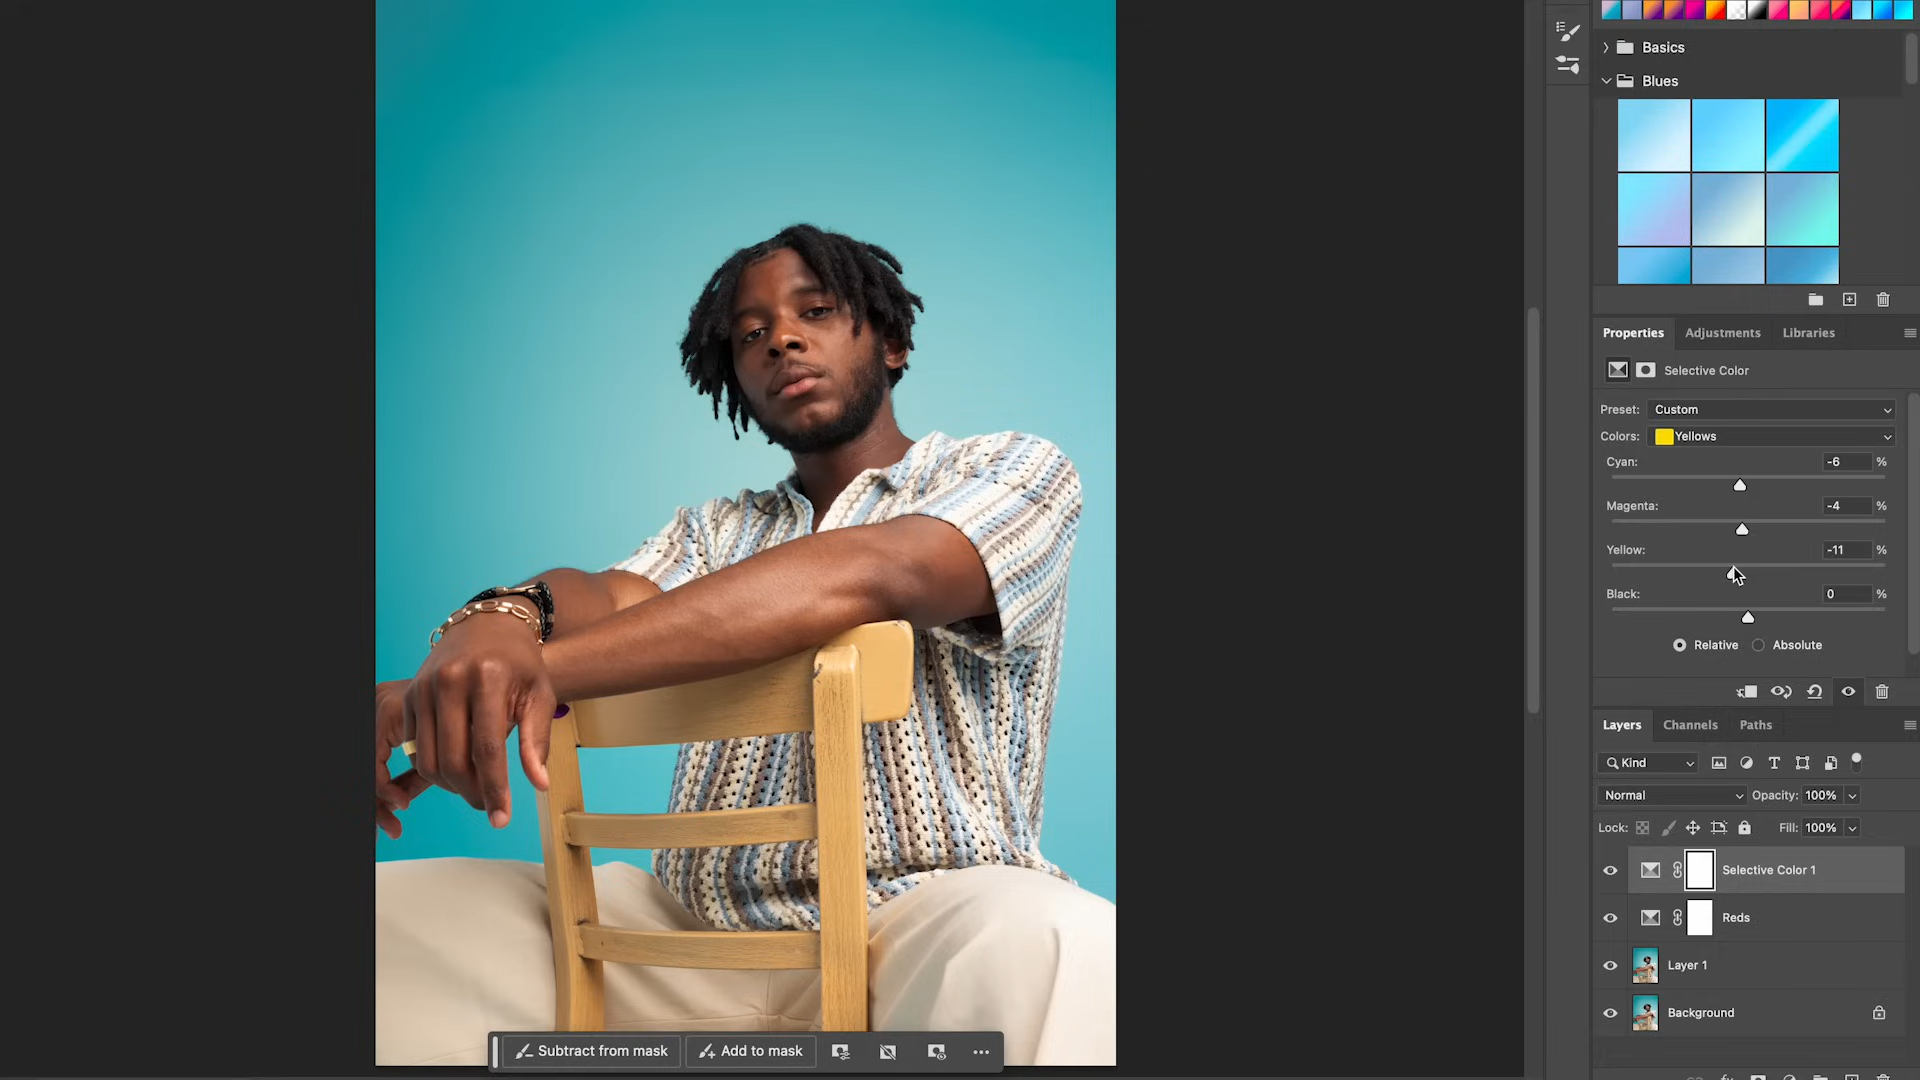 Basics
Blues
Properties Adjustments Libraries
Selective Color
Preset: Custom
Colors: Yellows
Cyan: -6 %
Magenta: -4 %
Yellow: -11 %
Black: 0 %
Relative Absolute
Layers Channels Paths
Kind
Normal Opacity: 100%
Lock: Fill: 100%
Selective Color 1
Reds
Layer 1
Background
Subtract from mask Add to mask